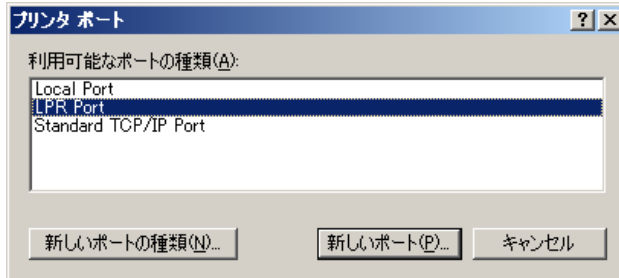 プリンタ ポート
利用可能なポートの種類(A):
Local Port
LPR Port
Standard TCP/IP Port
新しいポートの種類(N)... 新しいポート(P)... キャンセル